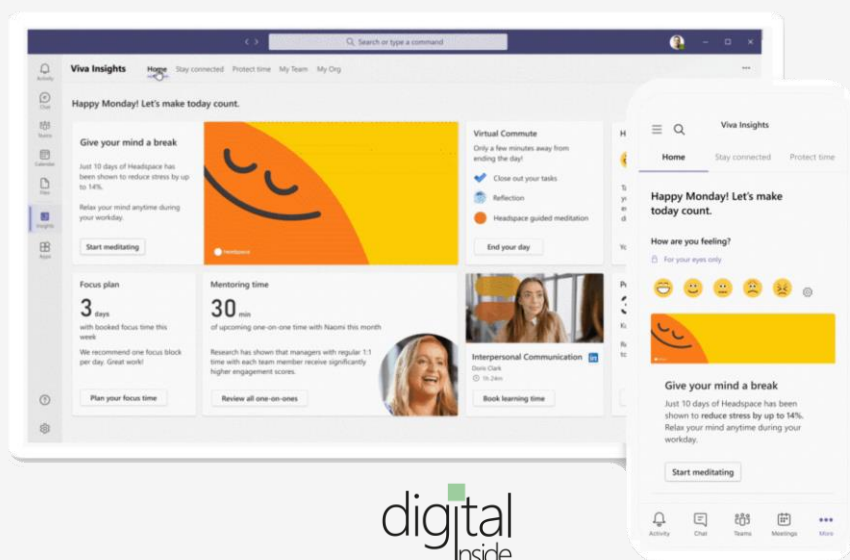 Search or type a command
Viva Insights
Home
Stay connected
Protect time
My Team
My Org
Activity
Chat
Teams
Calendar
Files
Insights
Apps
Happy Monday! Let's make today count.
Give your mind a break
Just 10 days of Headspace has
been shown to reduce stress by up
to 14%.
Relax your mind anytime during
your workday.
Start meditating
headspace
Virtual Commute
Only a few minutes away from
ending the day!
Close out your tasks
Reflection
Headspace guided meditation
End your day
H
Focus plan
3 days
with booked focus time this
week
We recommend one focus block
per day. Great work!
Plan your focus time
Mentoring time
30 min
of upcoming one-on-one time with Naomi this month
Research has shown that managers with regular 1:1
time with each team member receive significantly
higher engagement scores.
Review all one-on-ones
Interpersonal Communication
in
Doris Clark
1h 24m
Book learning time
Viva Insights
Home
Stay connected
Protect time
Happy Monday! Let's make
today count.
How are you feeling?
For your eyes only
Give your mind a break
Just 10 days of Headspace has been
shown to reduce stress by up to 14%.
Relax your mind anytime during your
workday.
Start meditating
Activity
Chat
Teams
Meetings
More
digital
inside